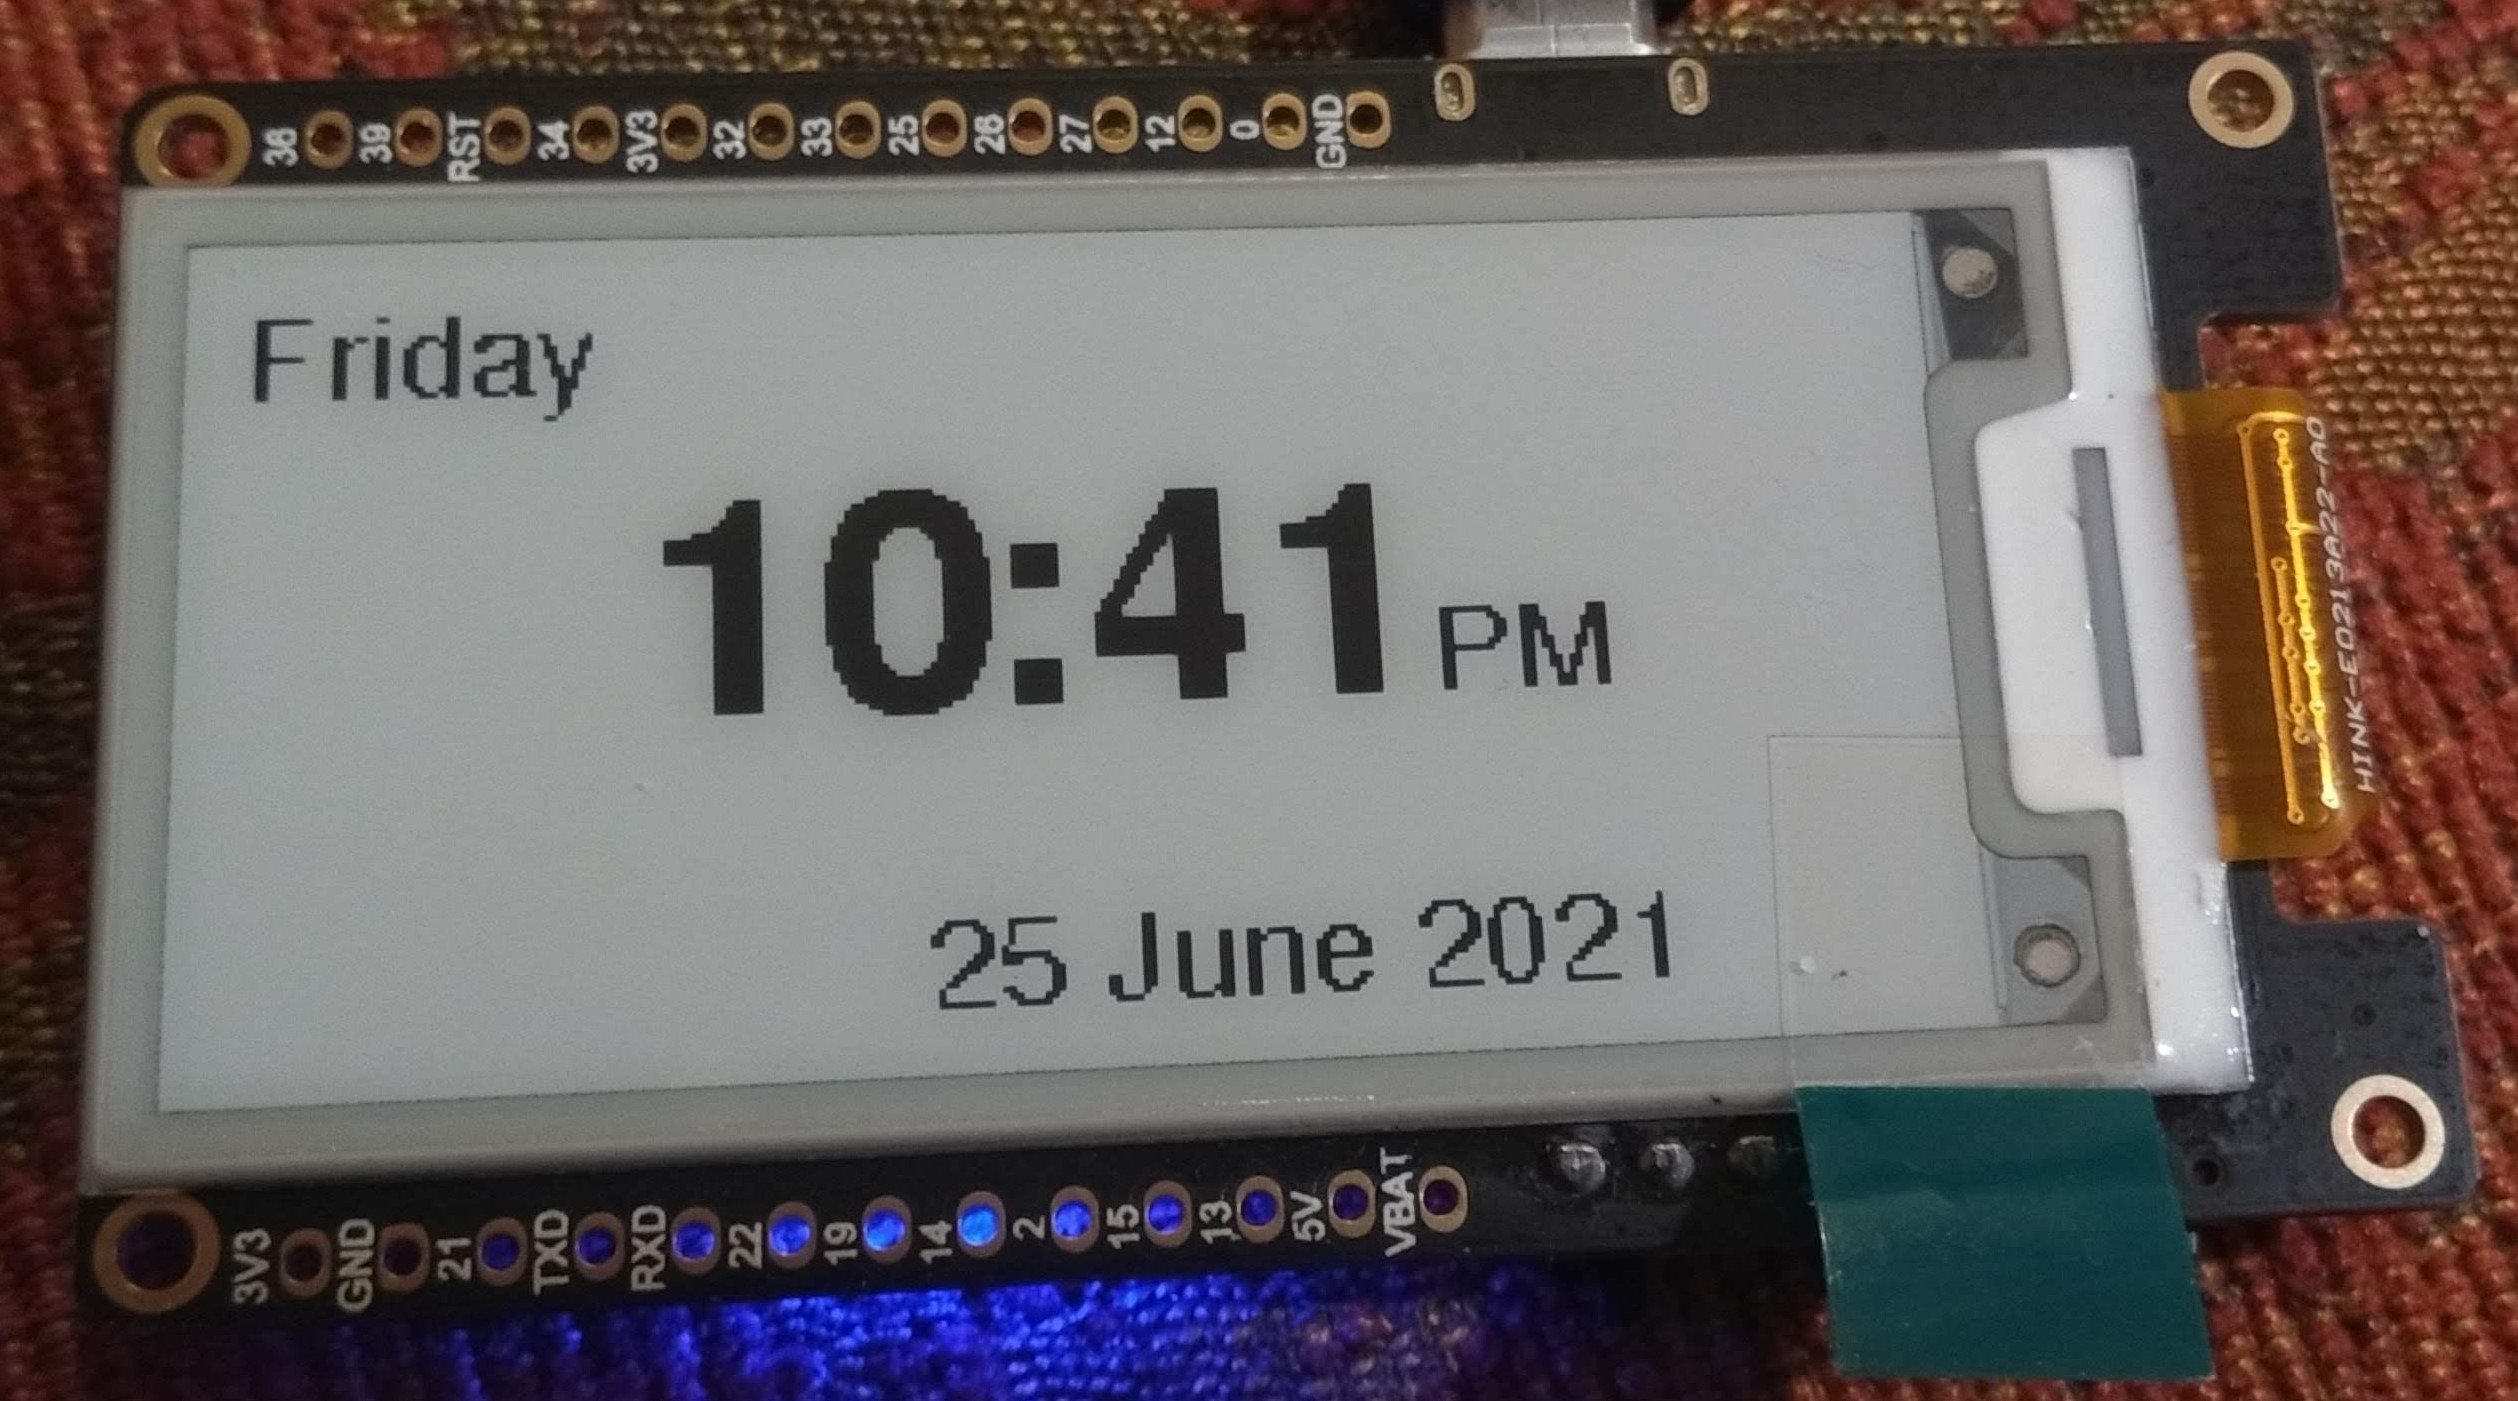 36 39 RST 34 3V3 32 33 25 26 27 12 0 GND
Friday
10:41 PM
25 June 2021
HINK-E0213A22-A0
3V3 GND 21 TXD RXD 22 19 14 2 15 13 5V VBAT